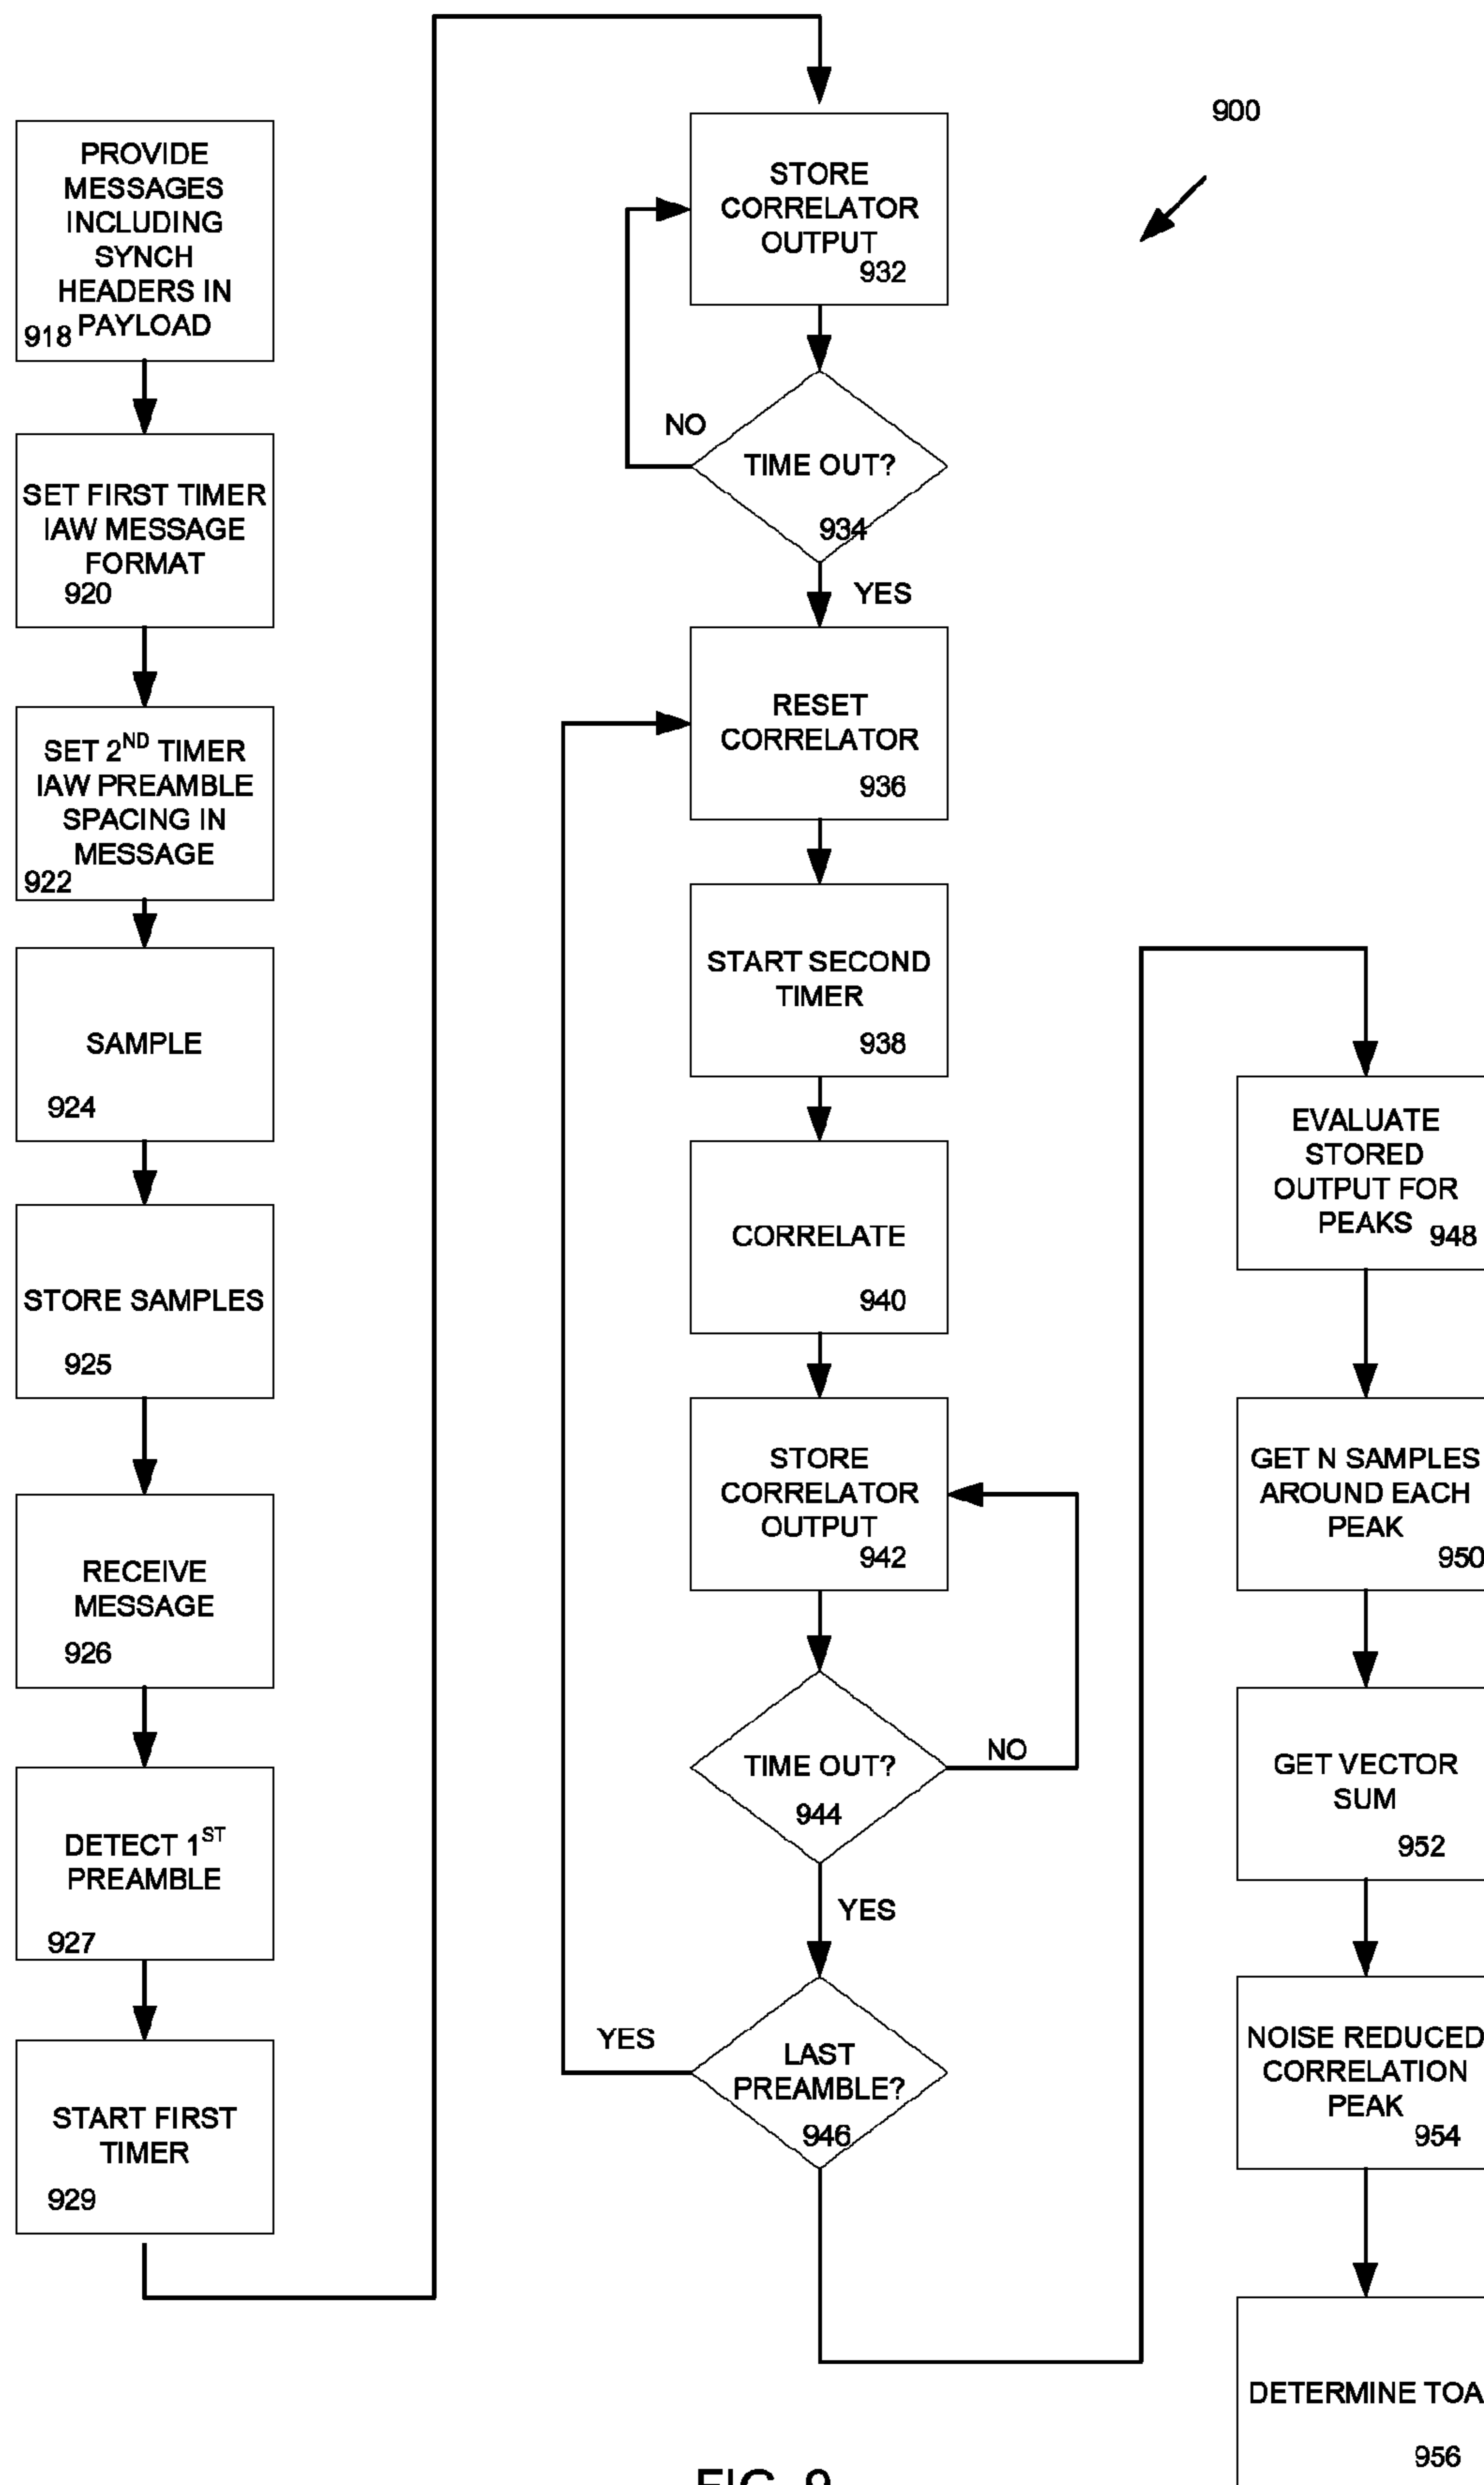 PROVIDE
MESSAGES
INCLUDING
SYNCH
HEADERS IN
PAYLOAD
918
SET FIRST TIMER
IAW MESSAGE
FORMAT
920
SET 2ND TIMER
IAW PREAMBLE
SPACING IN
MESSAGE
922
SAMPLE
924
STORE SAMPLES
925
RECEIVE
MESSAGE
926
DETECT 1ST
PREAMBLE
927
START FIRST
TIMER
929
STORE
CORRELATOR
OUTPUT
932
NO
TIME OUT?
934
YES
RESET
CORRELATOR
936
START SECOND
TIMER
938
CORRELATE
940
STORE
CORRELATOR
OUTPUT
942
TIME OUT?
944
NO
YES
YES
LAST
PREAMBLE?
946
900
EVALUATE
STORED
OUTPUT FOR
PEAKS
948
GET N SAMPLES
AROUND EACH
PEAK
950
GET VECTOR
SUM
952
NOISE REDUCED
CORRELATION
PEAK
954
DETERMINE TOA
956
FIG. 9